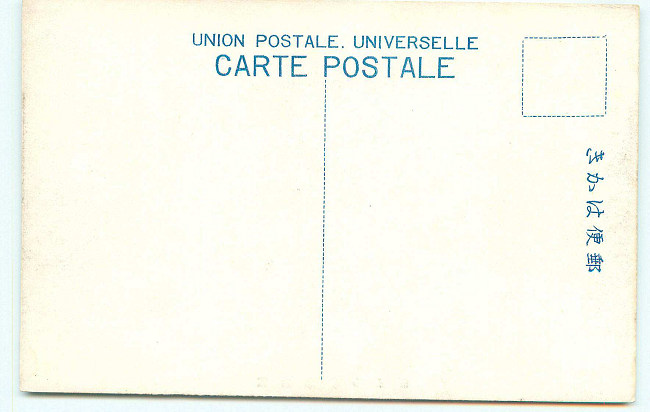 UNION POSTALE. UNIVERSELLE
CARTE POSTALE
郵便はかき